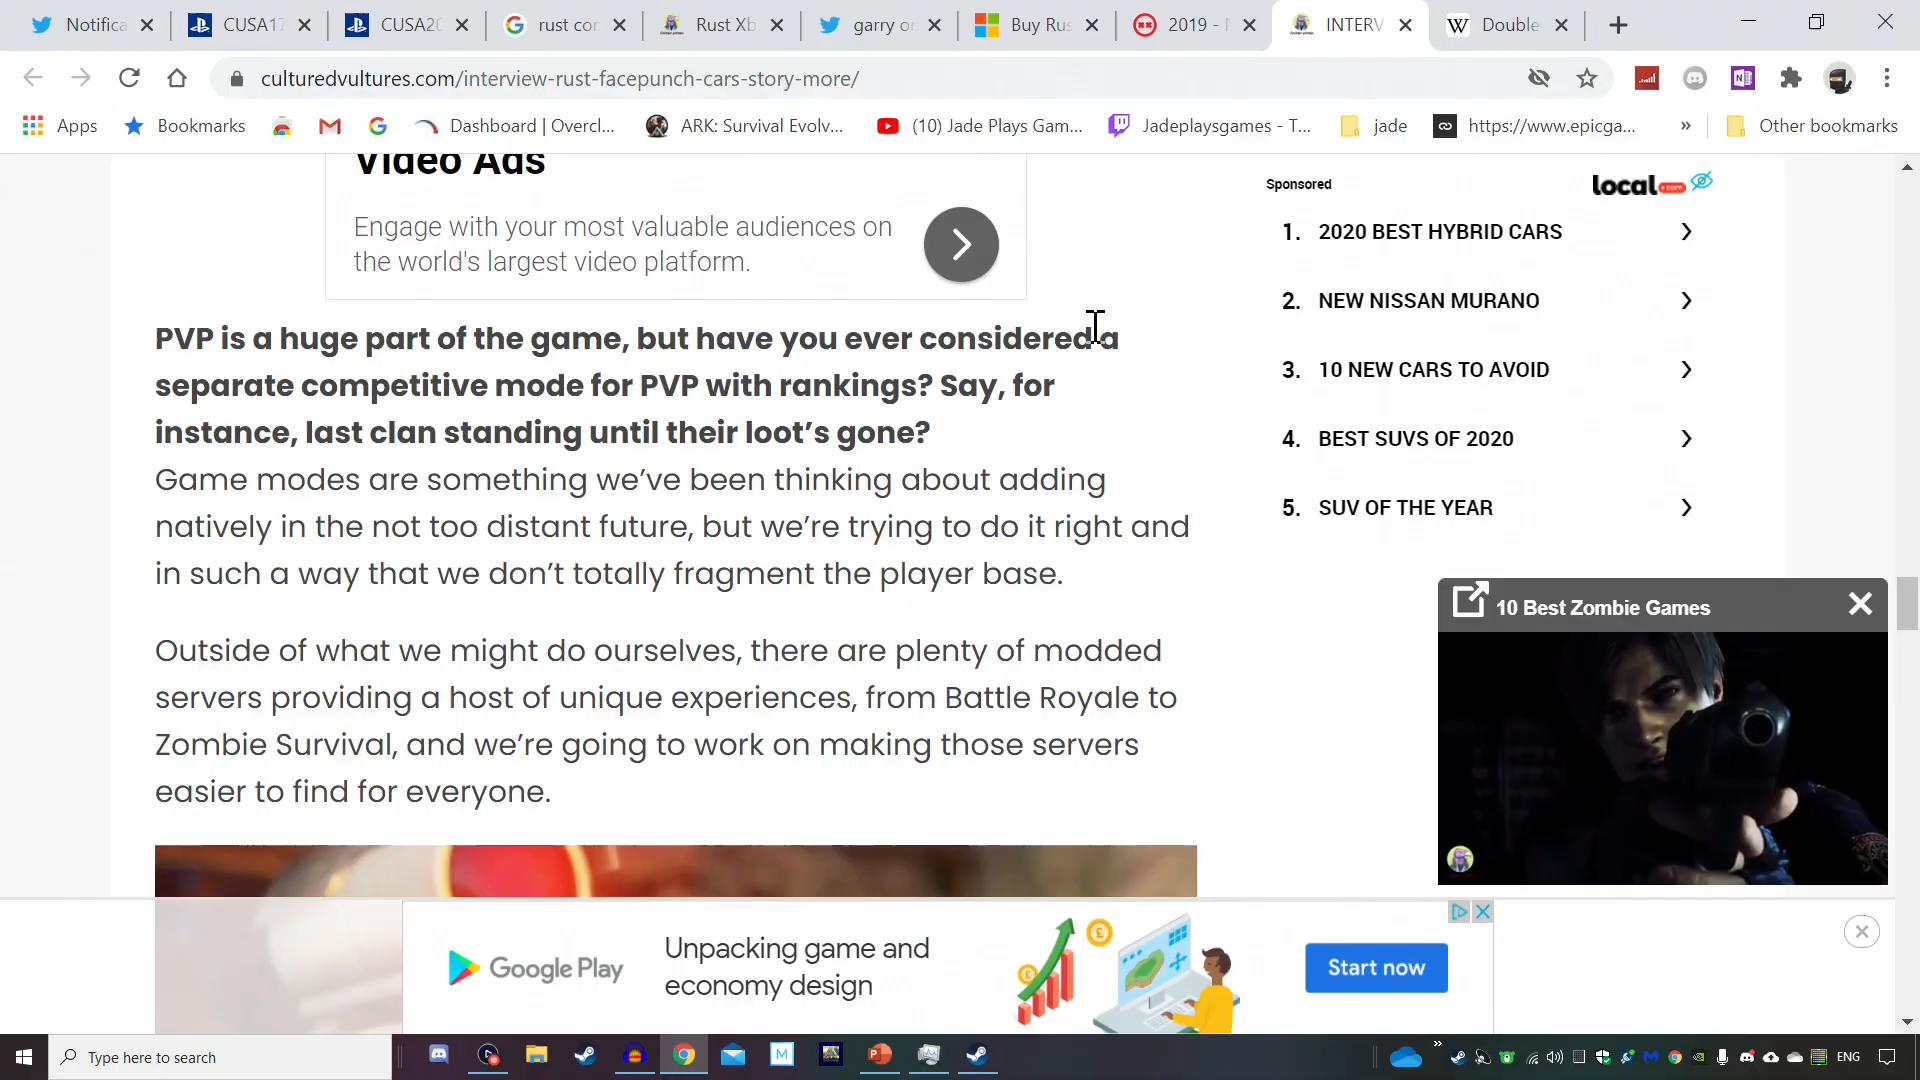 Notifica
CUSA17
CUSA20
rust cor
Rust Xb
garry or
Buy Rus
2019 - N
INTERV
Double
culturedvultures.com/interview-rust-facepunch-cars-story-more/
Apps
Bookmarks
Dashboard | Overcl...
ARK: Survival Evolv...
(10) Jade Plays Gam...
Jadeplaysgames - T...
jade
https://www.epicga...
»
Other bookmarks
Video Ads
Engage with your most valuable audiences on
the world's largest video platform.
PVP is a huge part of the game, but have you ever considered a
separate competitive mode for PVP with rankings? Say, for
instance, last clan standing until their loot's gone?
Game modes are something we've been thinking about adding
natively in the not too distant future, but we're trying to do it right and
in such a way that we don't totally fragment the player base.
Outside of what we might do ourselves, there are plenty of modded
servers providing a host of unique experiences, from Battle Royale to
Zombie Survival, and we're going to work on making those servers
easier to find for everyone.
Sponsored
local.com
1. 2020 BEST HYBRID CARS
2. NEW NISSAN MURANO
3. 10 NEW CARS TO AVOID
4. BEST SUVS OF 2020
5. SUV OF THE YEAR
10 Best Zombie Games
Google Play
Unpacking game and
economy design
Start now
Type here to search
ENG